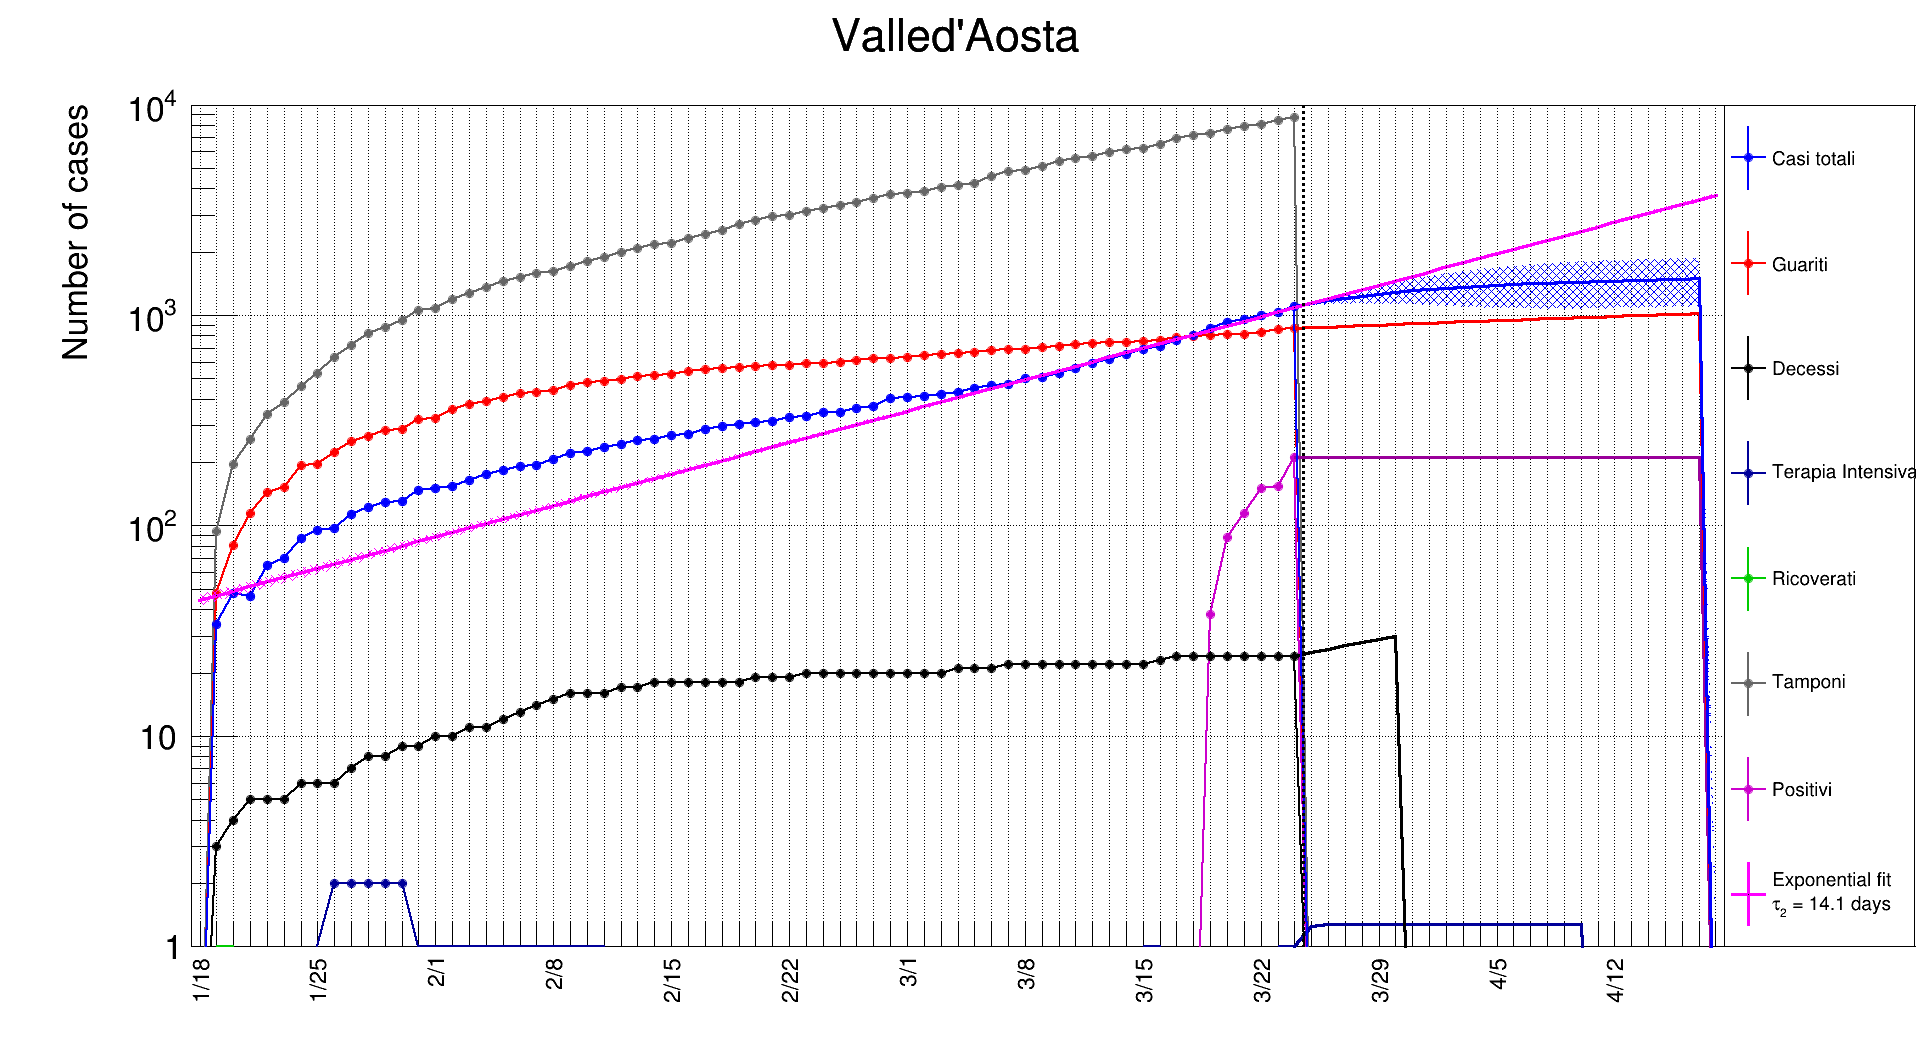 Valled'Aosta
Number of cases
10^4
10^3
10^2
10
1
1/18 1/25 2/1 2/8 2/15 2/22 3/1 3/8 3/15 3/22 3/29 4/5 4/12
Casi totali
Guariti
Decessi
Terapia Intensiva
Ricoverati
Tamponi
Positivi
Exponential fit
τ_2 = 14.1 days